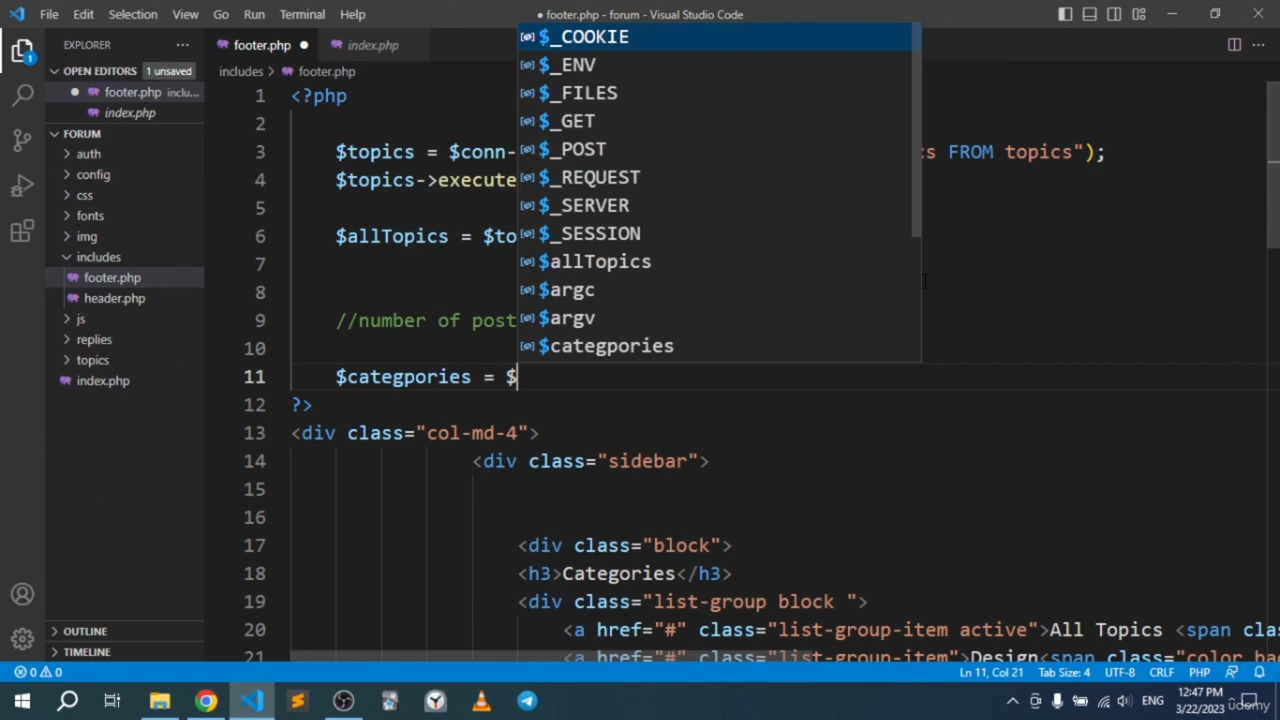 File Edit Selection View Go Run Terminal Help
● footer.php - forum - Visual Studio Code
EXPLORER
OPEN EDITORS 1 unsaved
footer.php inclu...
index.php
FORUM
auth
config
css
fonts
img
includes
footer.php
header.php
js
replies
topics
index.php
OUTLINE
TIMELINE
footer.php ● index.php
includes > footer.php
1 <?php
2
3 $topics = $conn- s FROM topics");
4 $topics->execute
5
6 $allTopics = $to
7
8
9 //number of post
10
11 $categpories = $
12 ?>
13 <div class="col-md-4">
14 <div class="sidebar">
15
16
17 <div class="block">
18 <h3>Categories</h3>
19 <div class="list-group block ">
20 <a href="#" class="list-group-item active">All Topics <span clas
21 <a href="#" class="list-group-item">Design<span class="color ba
$_COOKIE
$_ENV
$_FILES
$_GET
$_POST
$_REQUEST
$_SERVER
$_SESSION
$allTopics
$argc
$argv
$categpories
0 0
Ln 11, Col 21 Tab Size: 4 UTF-8 CRLF PHP
1
ENG
12:47 PM
3/22/2023
udemy